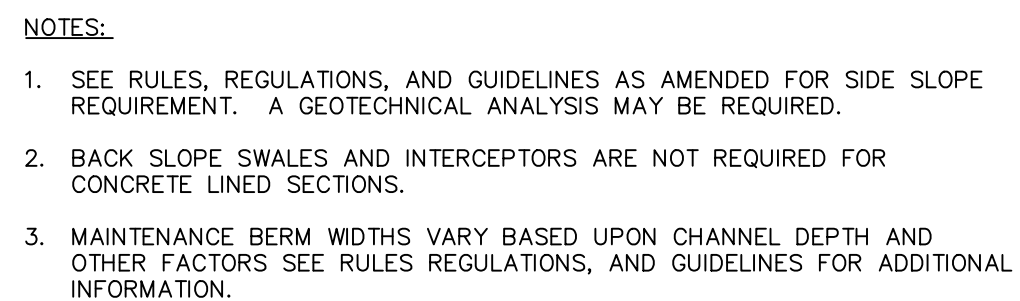 NOTES:
1. SEE RULES, REGULATIONS, AND GUIDELINES AS AMENDED FOR SIDE SLOPE
REQUIREMENT. A GEOTECHNICAL ANALYSIS MAY BE REQUIRED.
2. BACK SLOPE SWALES AND INTERCEPTORS ARE NOT REQUIRED FOR
CONCRETE LINED SECTIONS.
3. MAINTENANCE BERM WIDTHS VARY BASED UPON CHANNEL DEPTH AND
OTHER FACTORS SEE RULES REGULATIONS, AND GUIDELINES FOR ADDITIONAL
INFORMATION.